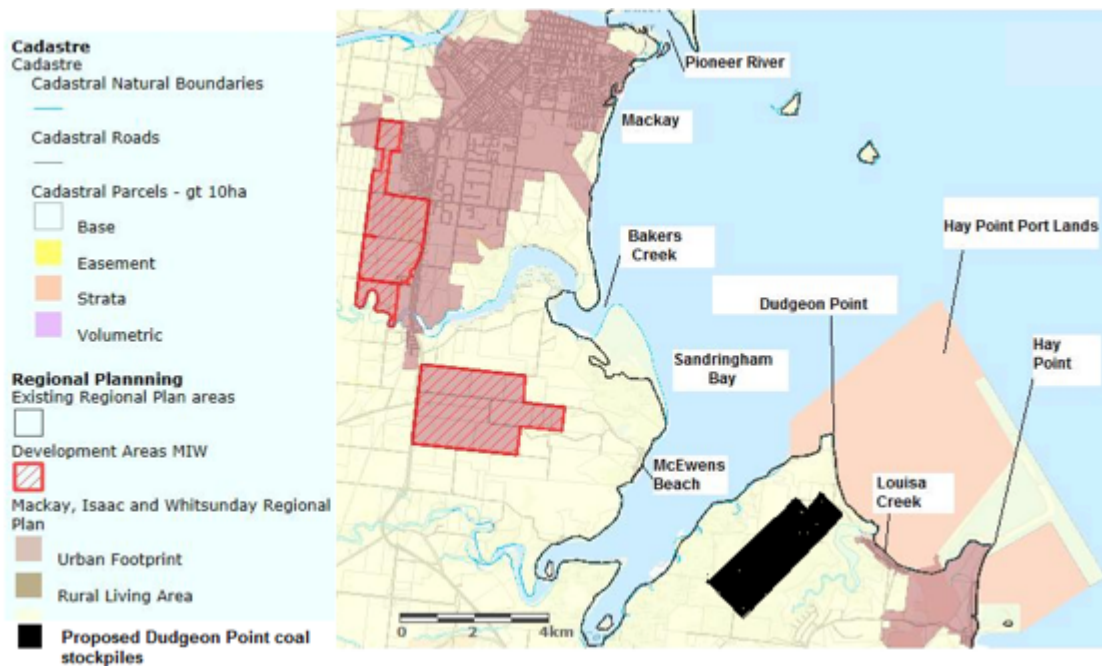 Cadastre
Cadastre
Cadastral Natural Boundaries
Cadastral Roads
Cadastral Parcels - gt 10ha
Base
Easement
Strata
Volumetric
Regional Plannning
Existing Regional Plan areas
Development Areas MIW
Mackay, Isaac and Whitsunday Regional
Plan
Urban Footprint
Rural Living Area
Proposed Dudgeon Point coal
stockpiles
Pioneer River
Mackay
Bakers
Creek
Hay Point Port Lands
Dudgeon Point
Hay
Point
Sandringham
Bay
McEwens
Beach
Louisa
Creek
0 2 4km